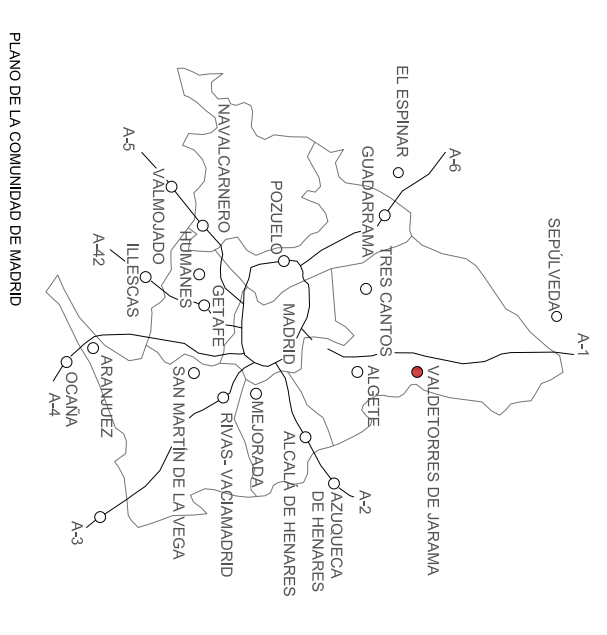 SEPÚLVEDA
A-1
EL ESPINAR
A-6
GUADARRAMA
TRES CANTOS
VALDETORRES DE JARAMA
ALGETE
POZUELO
MADRID
NAVALCARNERO
A-5
VALMOJADO
HUMANES
GETAFE
A-42
ILLESCAS
MEJORADA
ALCALÁ DE HENARES
AZUQUECA
DE HENARES
A-2
RIVAS- VACIAMADRID
SAN MARTÍN DE LA VEGA
ARANJUEZ
OCAÑA
A-4
A-3
PLANO DE LA COMUNIDAD DE MADRID